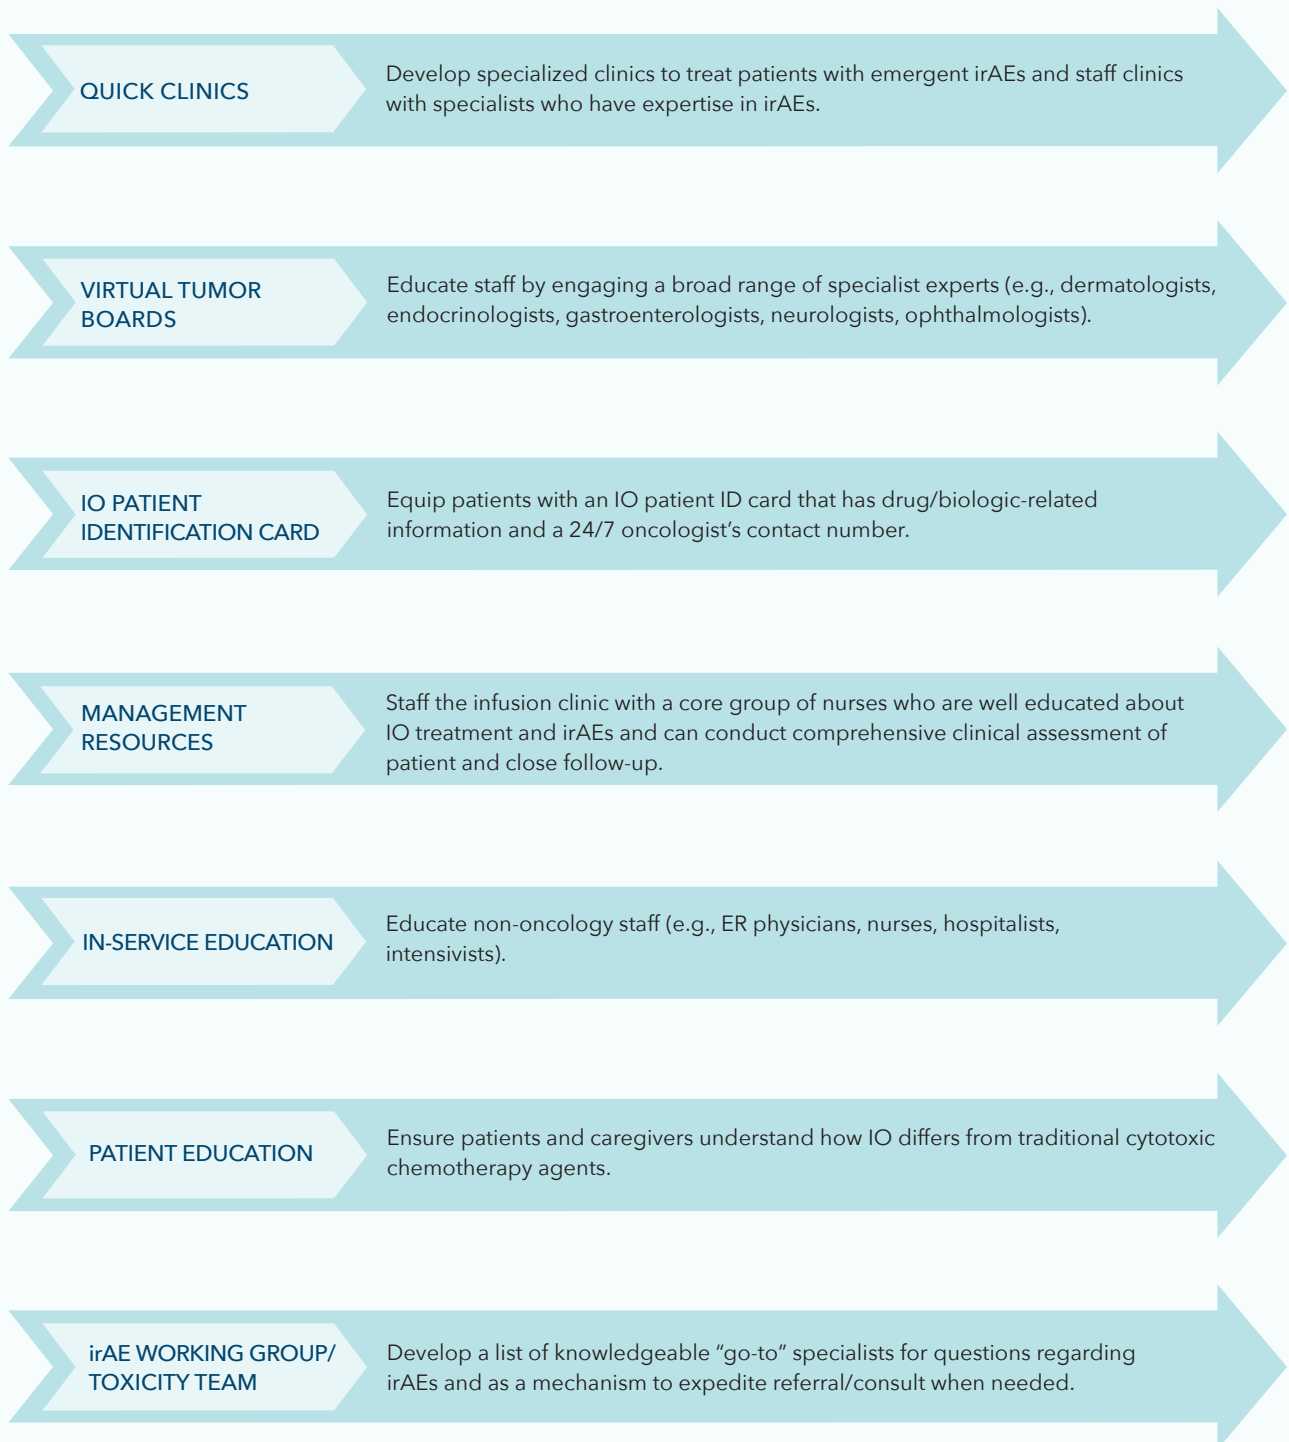 QUICK CLINICS
Develop specialized clinics to treat patients with emergent irAEs and staff clinics
with specialists who have expertise in irAEs.
VIRTUAL TUMOR
BOARDS
Educate staff by engaging a broad range of specialist experts (e.g., dermatologists,
endocrinologists, gastroenterologists, neurologists, ophthalmologists).
IO PATIENT
IDENTIFICATION CARD
Equip patients with an IO patient ID card that has drug/biologic-related
information and a 24/7 oncologist’s contact number.
MANAGEMENT
RESOURCES
Staff the infusion clinic with a core group of nurses who are well educated about
IO treatment and irAEs and can conduct comprehensive clinical assessment of
patient and close follow-up.
IN-SERVICE EDUCATION
Educate non-oncology staff (e.g., ER physicians, nurses, hospitalists,
intensivists).
PATIENT EDUCATION
Ensure patients and caregivers understand how IO differs from traditional cytotoxic
chemotherapy agents.
irAE WORKING GROUP/
TOXICITY TEAM
Develop a list of knowledgeable “go-to” specialists for questions regarding
irAEs and as a mechanism to expedite referral/consult when needed.